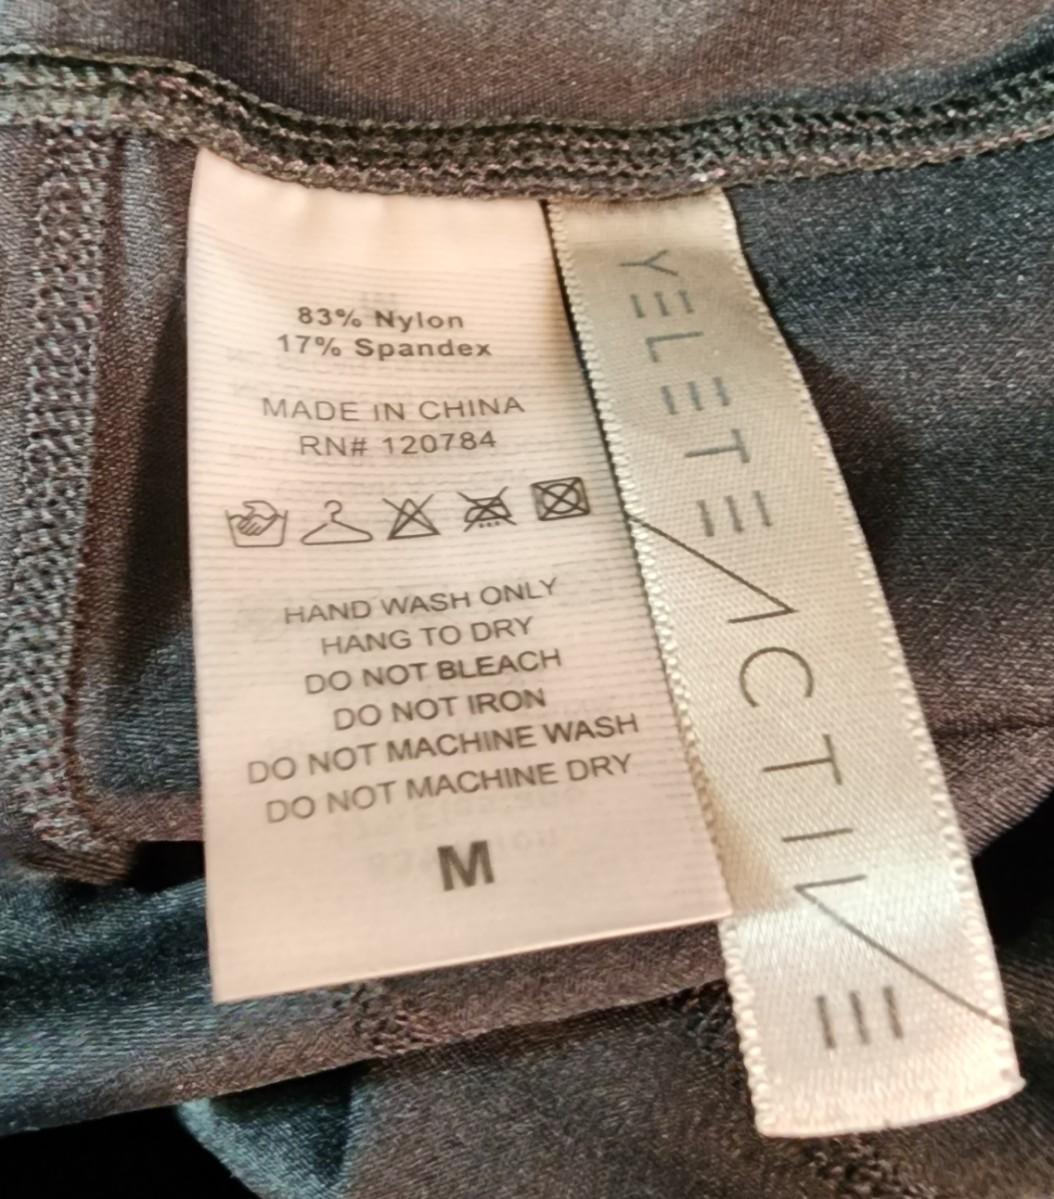 83% Nylon
17% Spandex
MADE IN CHINA
RN# 120784
HAND WASH ONLY
HANG TO DRY
DO NOT BLEACH
DO NOT IRON
DO NOT MACHINE WASH
DO NOT MACHINE DRY
M
YELETE ACTIVE